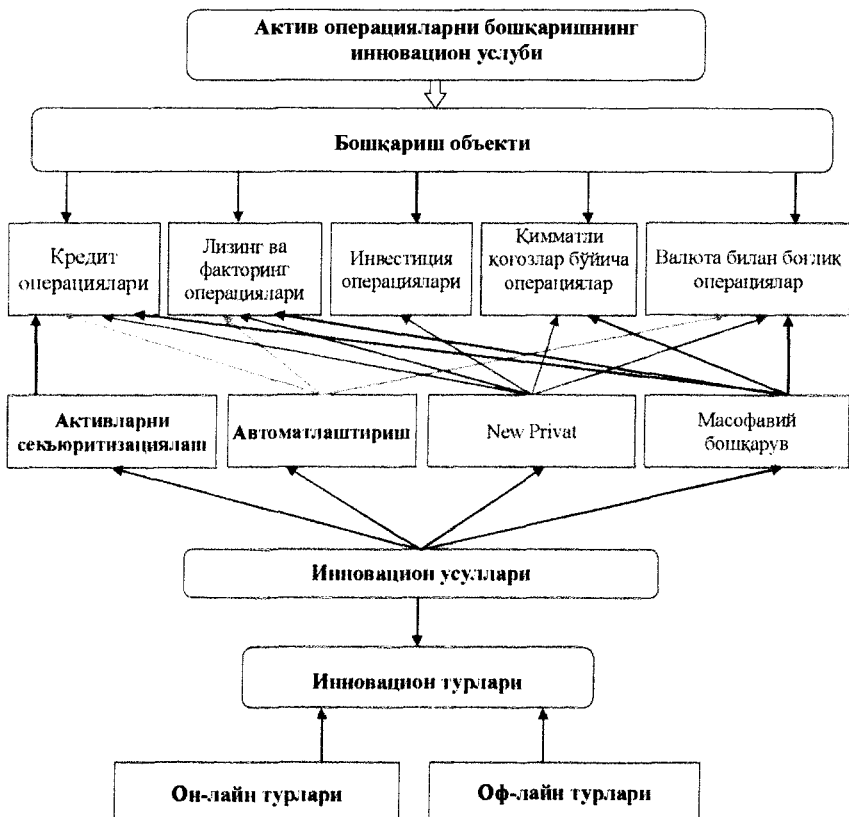 Актив операцияларни бошқаришнинг
инновацион услуби
Бошқариш объекти
Кредит
операциялари
Лизинг ва
факторинг
операциялари
Инвестиция
операциялари
Қимматли
қоғозлар бўйича
операциялар
Валюта билан боғлиқ
операциялар
Активларни
секъюритизациялаш
Автоматлаштириш
New Privat
Масофавий
бошқарув
Инновацион усуллари
Инновацион турлари
Он-лайн турлари
Оф-лайн турлари